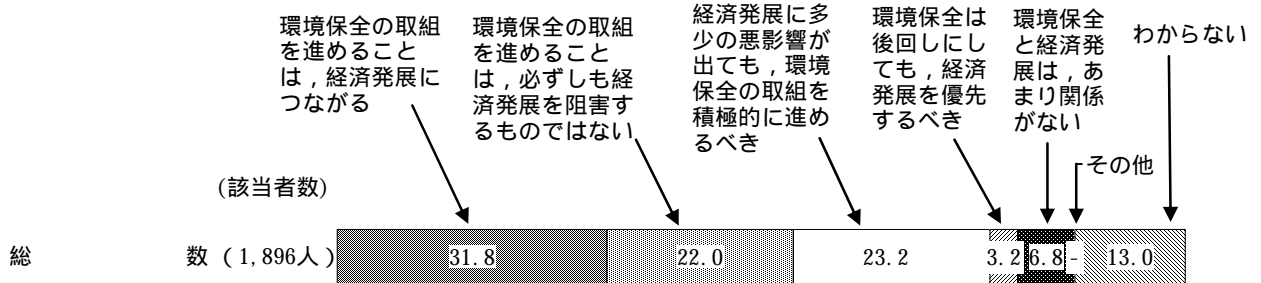 環境保全の取組
を進めること
は，経済発展に
つながる
環境保全の取組
を進めること
は，必ずしも経
済発展を阻害す
るものではない
経済発展に多
少の悪影響が
出ても，環境
保全の取組を
積極的に進め
るべき
環境保全は
後回しにし
ても，経済
発展を優先
するべき
環境保全
と経済発
展は，あ
まり関係
がない
その他
わからない
(該当者数)
総 数 (1,896人) 31.8 22.0 23.2 3.2 6.8 - 13.0